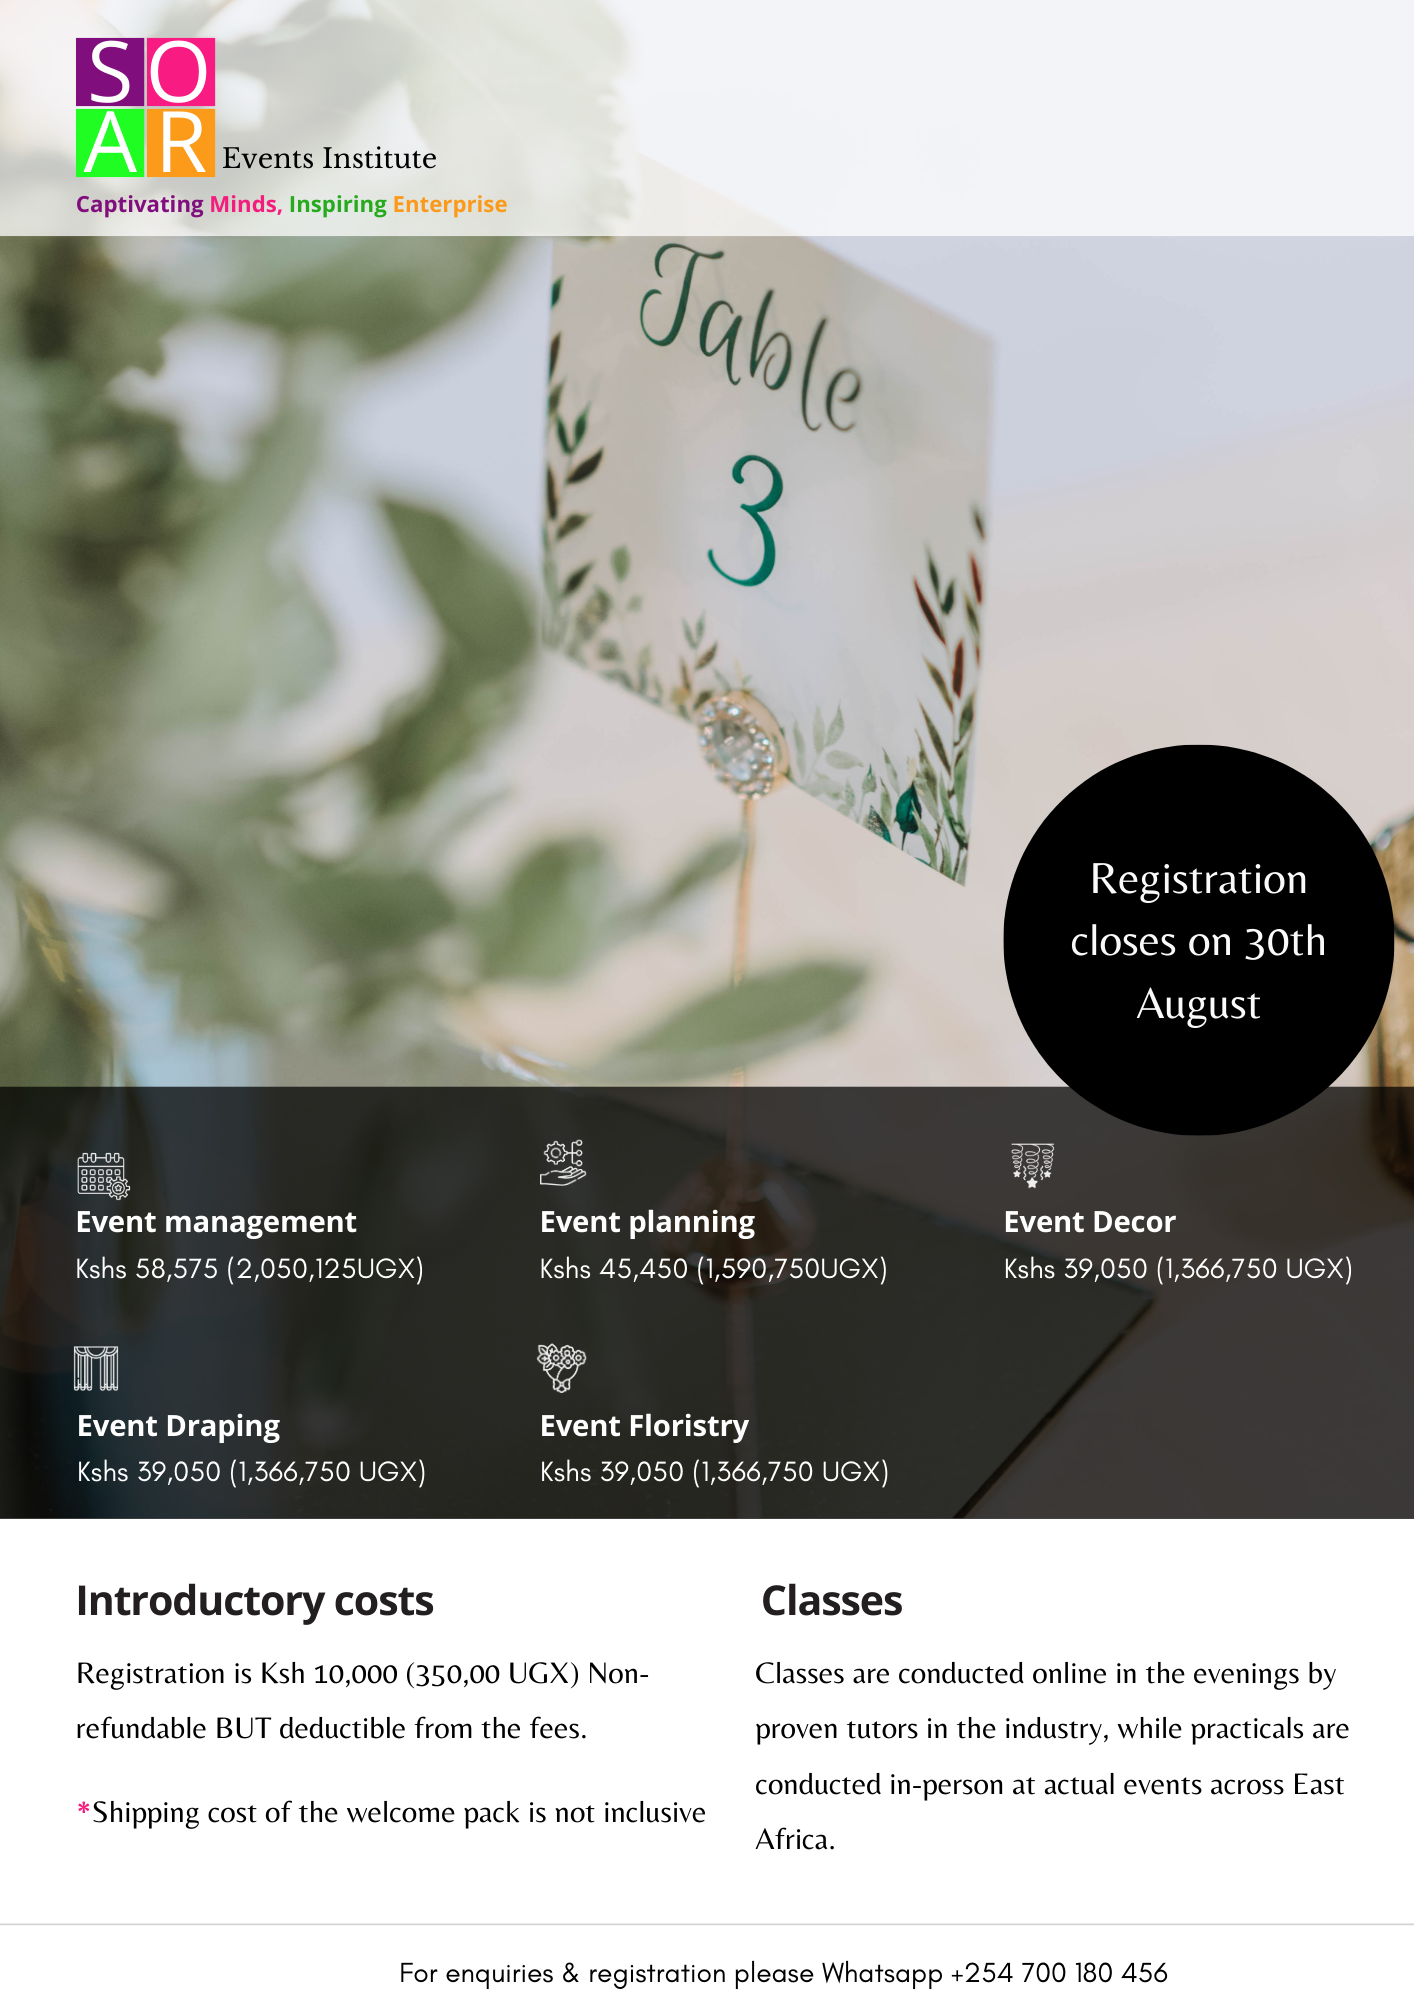 SO
AR
Events Institute
Captivating Minds, Inspiring Enterprise
Table
3
Registration
closes on 30th
August
Event management
Kshs 58,575 (2,050,125UGX)
Event planning
Kshs 45,450 (1,590,750UGX)
Event Decor
Kshs 39,050 (1,366,750 UGX)
Event Draping
Kshs 39,050 (1,366,750 UGX)
Event Floristry
Kshs 39,050 (1,366,750 UGX)
Introductory costs
Registration is Ksh 10,000 (350,00 UGX) Non-
refundable BUT deductible from the fees.
*Shipping cost of the welcome pack is not inclusive
Classes
Classes are conducted online in the evenings by
proven tutors in the industry, while practicals are
conducted in-person at actual events across East
Africa.
For enquiries & registration please Whatsapp +254 700 180 456